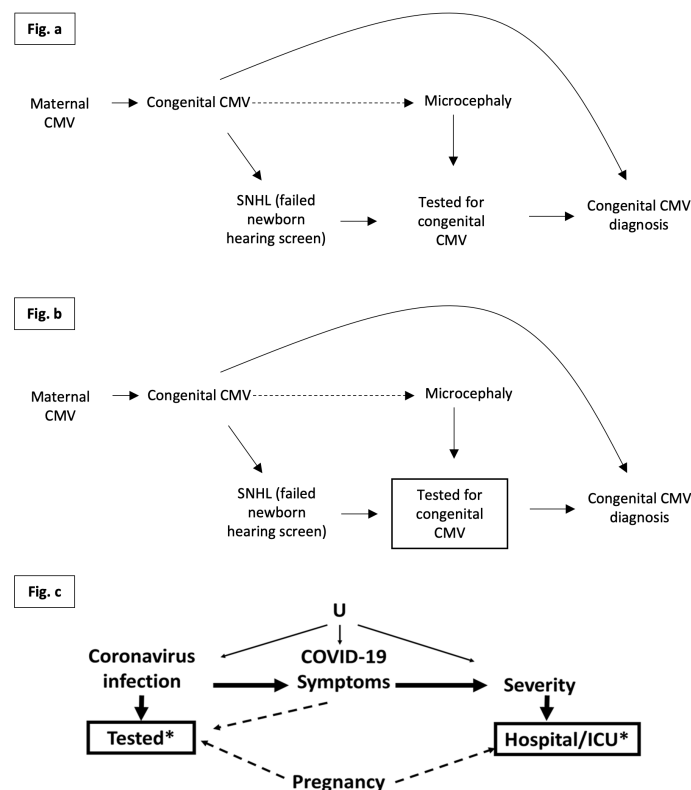 Fig. a
Maternal
CMV
Congenital CMV
Microcephaly
SNHL (failed
newborn
hearing screen)
Tested for
congenital
CMV
Congenital CMV
diagnosis
Fig. b
Maternal
CMV
Congenital CMV
Microcephaly
SNHL (failed
newborn
hearing screen)
Tested for
congenital
CMV
Congenital CMV
diagnosis
Fig. c
U
Coronavirus
infection
COVID-19
Symptoms
Severity
Tested*
Hospital/ICU*
Pregnancy